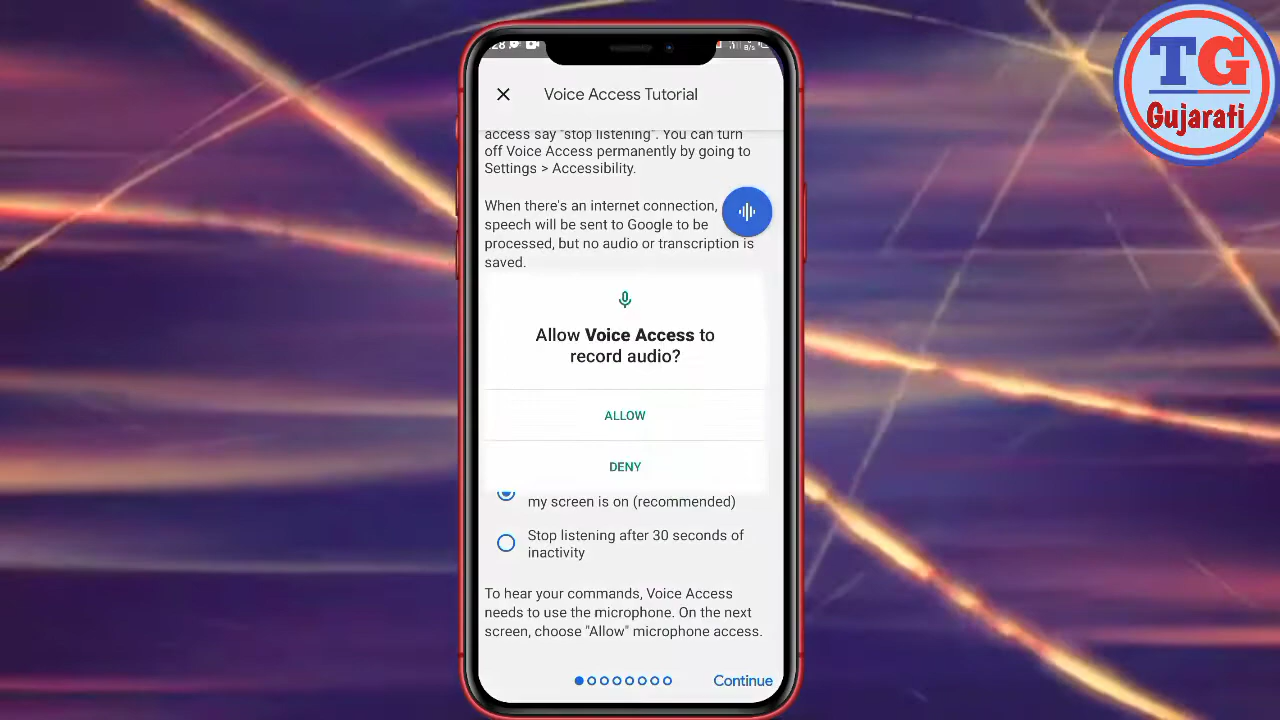 TG
Gujarati
:28
B/s
Voice Access Tutorial
access say "stop listening". You can turn
off Voice Access permanently by going to
Settings > Accessibility.
When there's an internet connection,
speech will be sent to Google to be
processed, but no audio or transcription is
saved.
Allow Voice Access to
record audio?
ALLOW
DENY
my screen is on (recommended)
Stop listening after 30 seconds of
inactivity
To hear your commands, Voice Access
needs to use the microphone. On the next
screen, choose "Allow" microphone access.
Continue